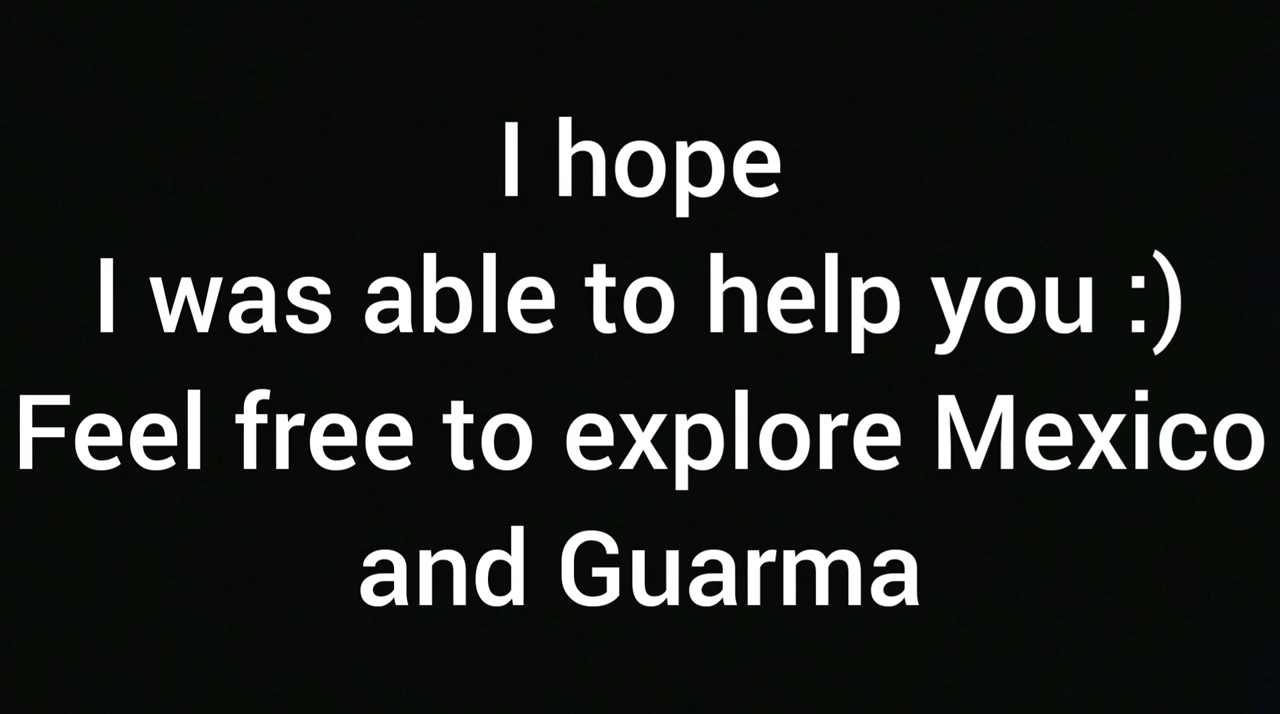 I hope
I was able to help you :)
Feel free to explore Mexico
and Guarma